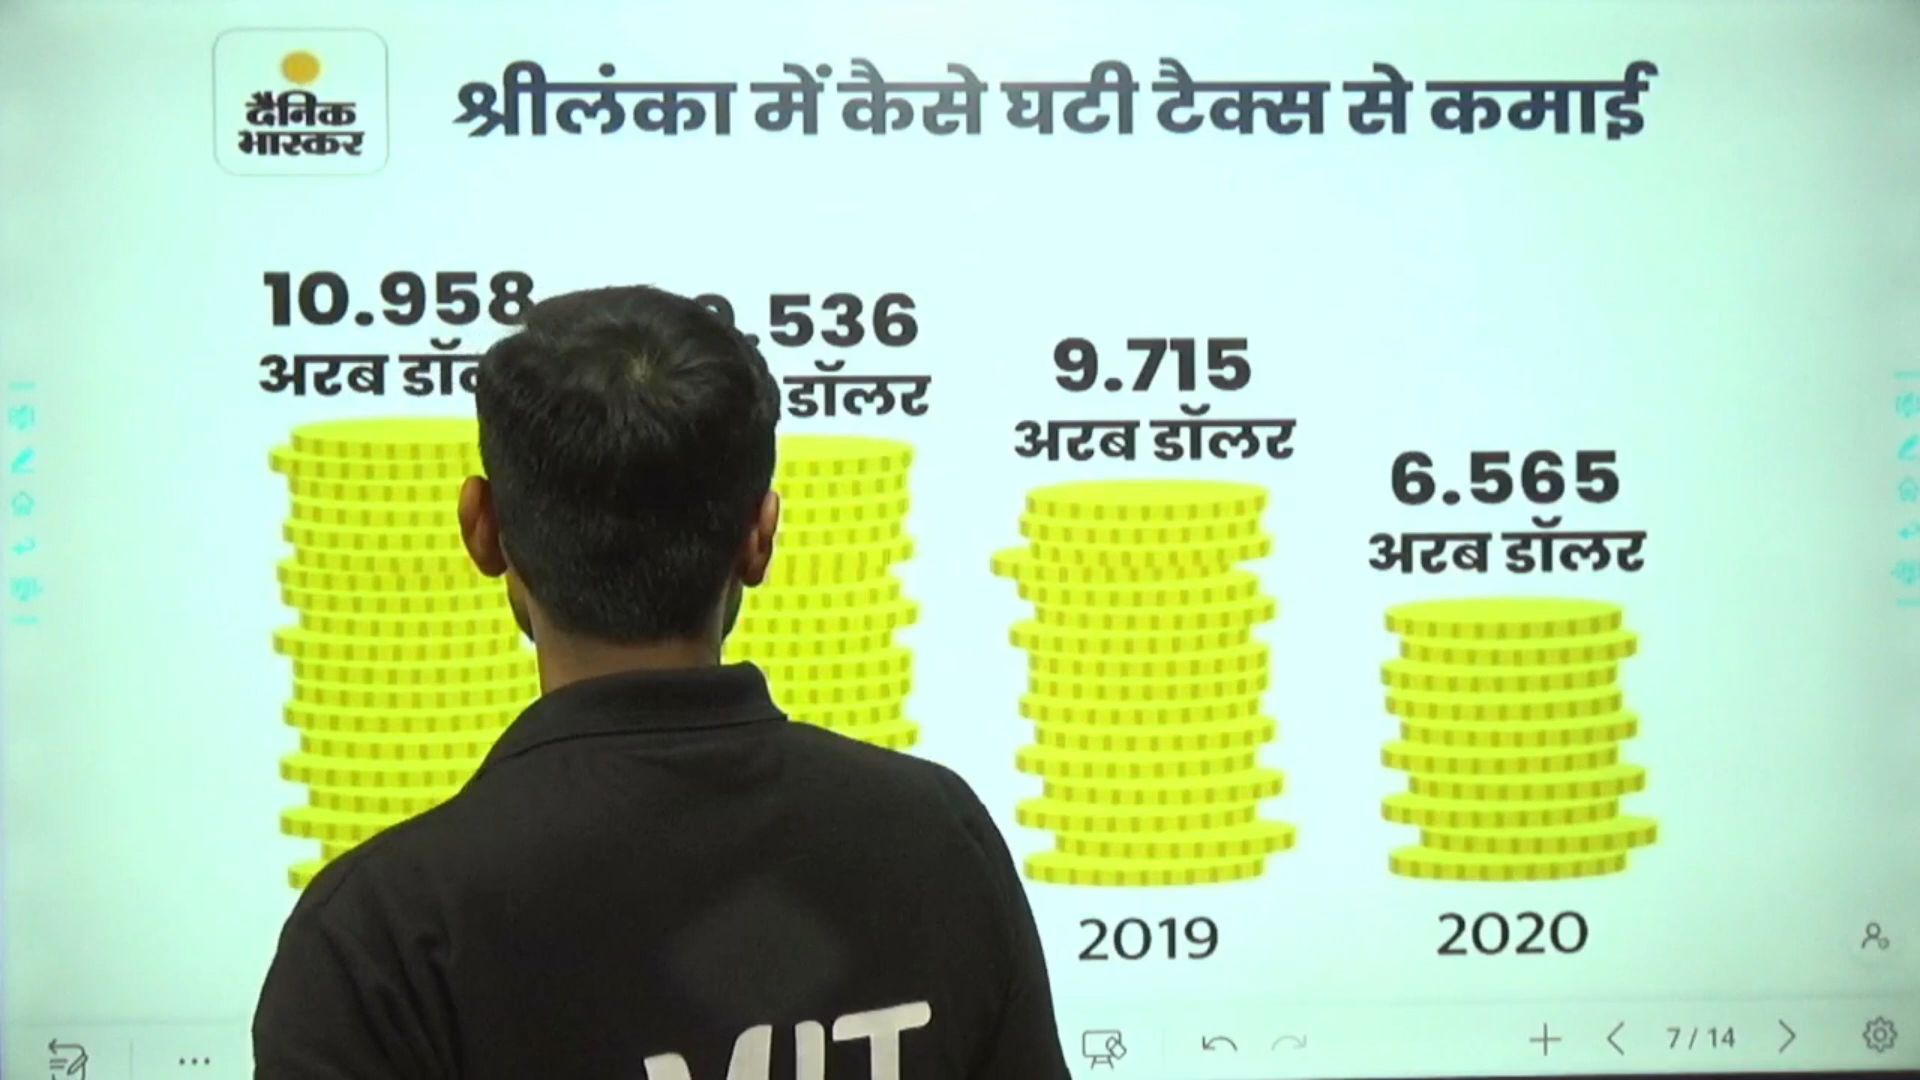 दैनिक
भास्कर
श्रीलंका में कैसे घटी टैक्स से कमाई
10.958
अरब
.536
डॉलर
9.715
अरब डॉलर
6.565
अरब डॉलर
2019
2020
7/14